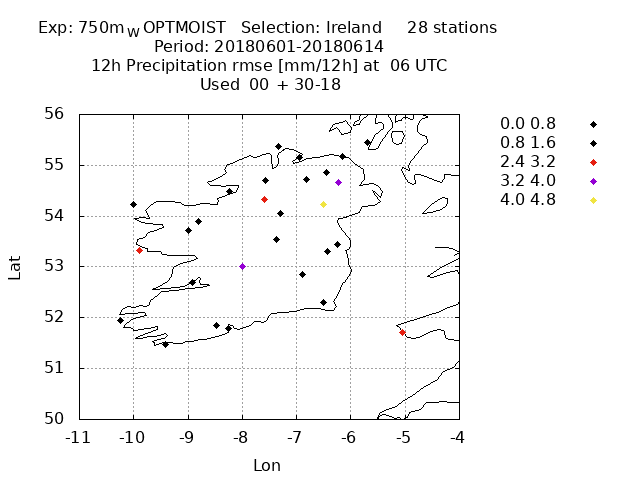 Exp: 750m_W OPTMOIST Selection: Ireland 28 stations
Period: 20180601-20180614
12h Precipitation rmse [mm/12h] at 06 UTC
Used 00 + 30-18
56
55
54
53
52
51
50
-11 -10 -9 -8 -7 -6 -5 -4
Lat
Lon
0.0 0.8
0.8 1.6
2.4 3.2
3.2 4.0
4.0 4.8